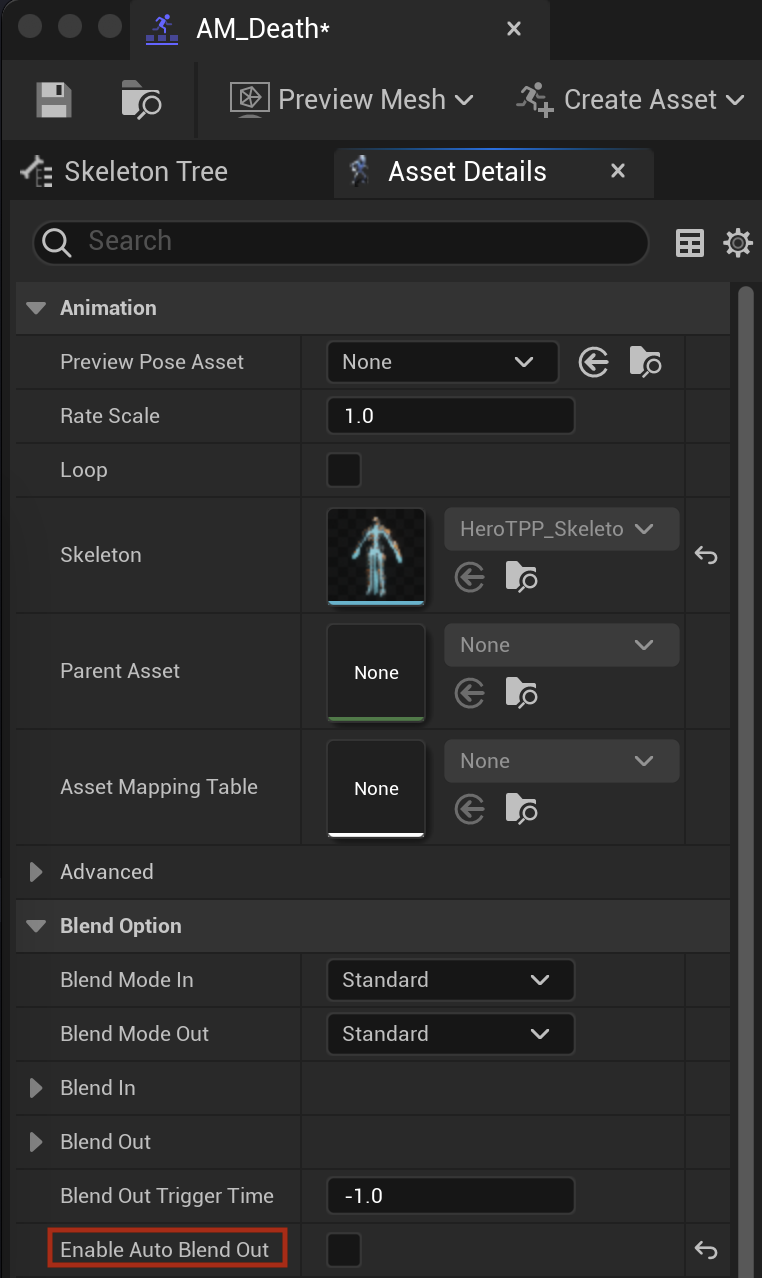 AM_Death*
Preview Mesh
Create Asset
Skeleton Tree
Asset Details
Search
Animation
Preview Pose Asset None
Rate Scale 1.0
Loop
Skeleton HeroTPP_Skeleto
Parent Asset None None
Asset Mapping Table None None
Advanced
Blend Option
Blend Mode In Standard
Blend Mode Out Standard
Blend In
Blend Out
Blend Out Trigger Time -1.0
Enable Auto Blend Out